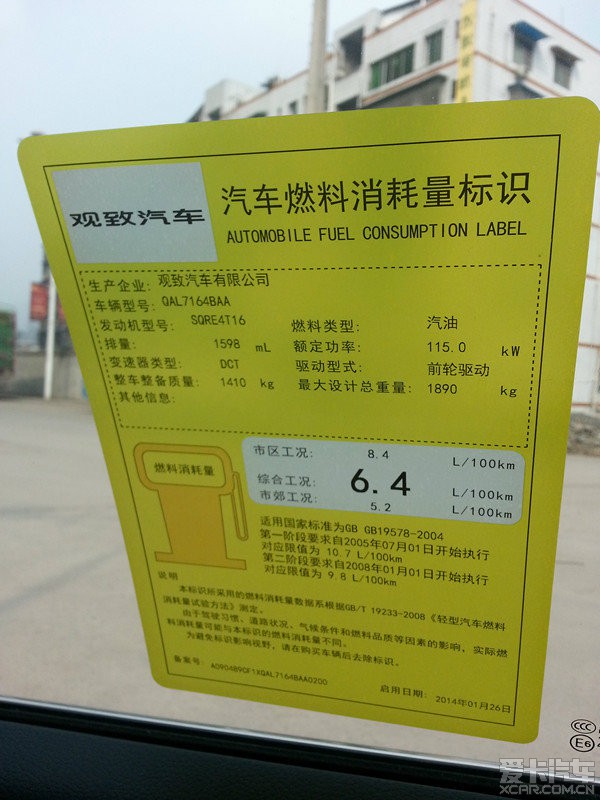 观致汽车
汽车燃料消耗量标识
AUTOMOBILE FUEL CONSUMPTION LABEL
生产企业: 观致汽车有限公司
车辆型号: QAL7164BAA
发动机型号: SQRE4T16 燃料类型: 汽油
排量: 1598 mL 额定功率: 115.0 kW
变速器类型: DCT 驱动型式: 前轮驱动
整车整备质量: 1410 kg 最大设计总重量: 1890 kg
其他信息:
燃料消耗量
市区工况: 8.4 L/100km
综合工况: 6.4 L/100km
市郊工况: 5.2 L/100km
适用国家标准为GB GB19578-2004
第一阶段要求自2005年07月01日开始执行
对应限值为 10.7 L/100km
第二阶段要求自2008年01月01日开始执行
对应限值为 9.8 L/100km
说明
本标识所采用的燃料消耗量数据系根据GB/T 19233-2008《轻型汽车燃料
消耗量试验方法》测定。
由于驾驶习惯、道路状况、气候条件和燃料品质等因素的影响，实际燃
料消耗量可能与本标识的燃料消耗量不同。
为避免标识影响视野，请在购买车辆后去除标识。
备案号: A090489GF1XQAL7164BAA0200 启用日期: 2014年01月26日
CCC
E6
爱卡汽车
XCAR.COM.CN